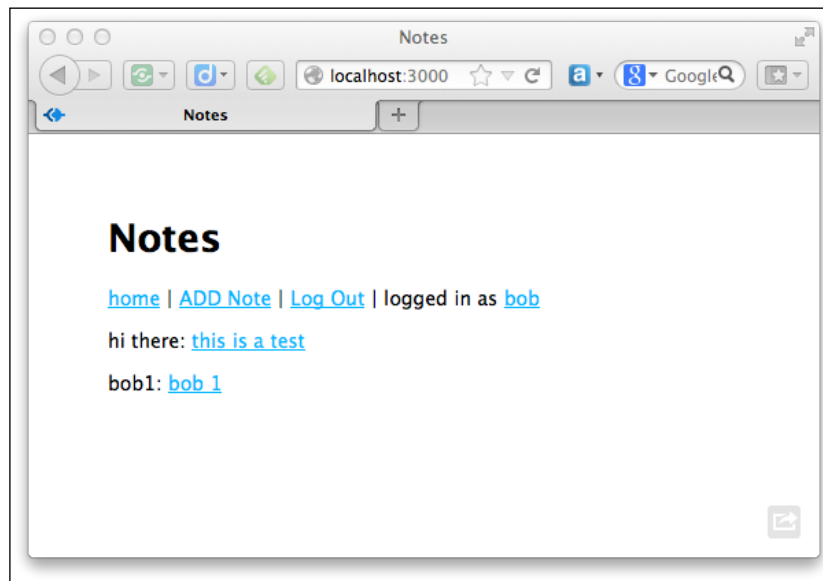 Notes
localhost:3000 Google
Notes
Notes
home | ADD Note | Log Out | logged in as bob
hi there: this is a test
bob1: bob 1